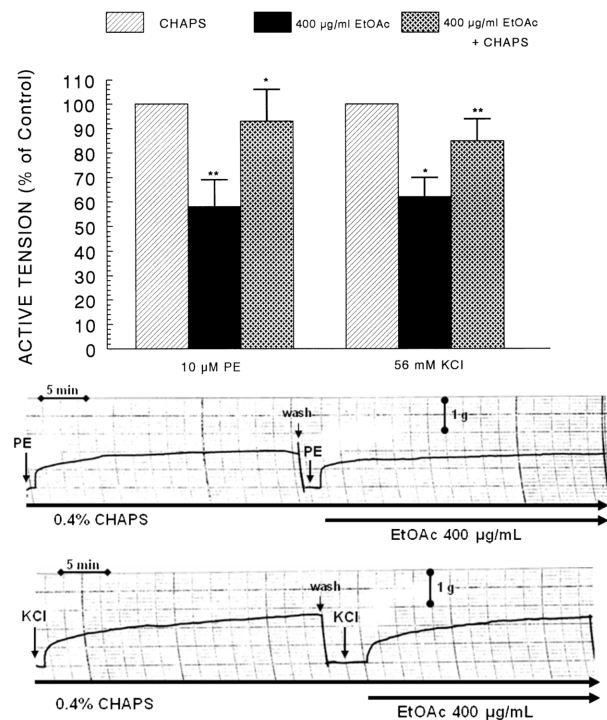 CHAPS
400 µg/ml EtOAc
400 µg/ml EtOAc
+ CHAPS
ACTIVE TENSION (% of Control)
110
100
90
80
70
60
50
40
30
20
10
0
**
*
*
**
10 µM PE
56 mM KCl
5 min
wash
1 g
PE
PE
0.4% CHAPS
EtOAc 400 µg/mL
5 min
wash
1 g
KCl
KCl
0.4% CHAPS
EtOAc 400 µg/mL